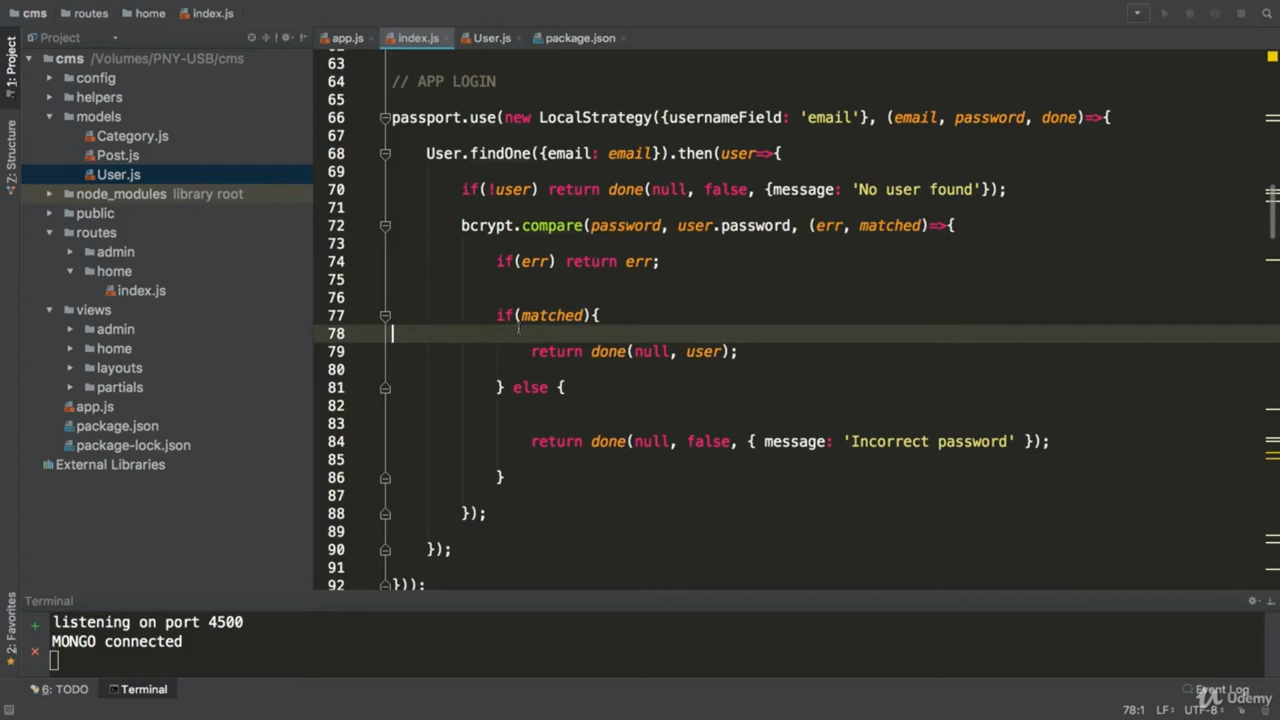 cms routes home index.js
Project
app.js index.js User.js package.json
1: Project
Z: Structure
2: Favorites
cms /Volumes/PNY-USB/cms
config
helpers
models
Category.js
Post.js
User.js
node_modules library root
public
routes
admin
home
index.js
views
admin
home
layouts
partials
app.js
package.json
package-lock.json
External Libraries
63
64 // APP LOGIN
65
66 passport.use(new LocalStrategy({usernameField: 'email'}, (email, password, done)=>{
67
68 User.findOne({email: email}).then(user=>{
69
70 if(!user) return done(null, false, {message: 'No user found'});
71
72 bcrypt.compare(password, user.password, (err, matched)=>{
73
74 if(err) return err;
75
76
77 if(matched){
78
79 return done(null, user);
80
81 } else {
82
83
84 return done(null, false, { message: 'Incorrect password' });
85
86 }
87
88 });
89
90 });
91
92 }));
Terminal
listening on port 4500
MONGO connected
6: TODO Terminal
Event Log
Udemy
78:1 LF UTF-8